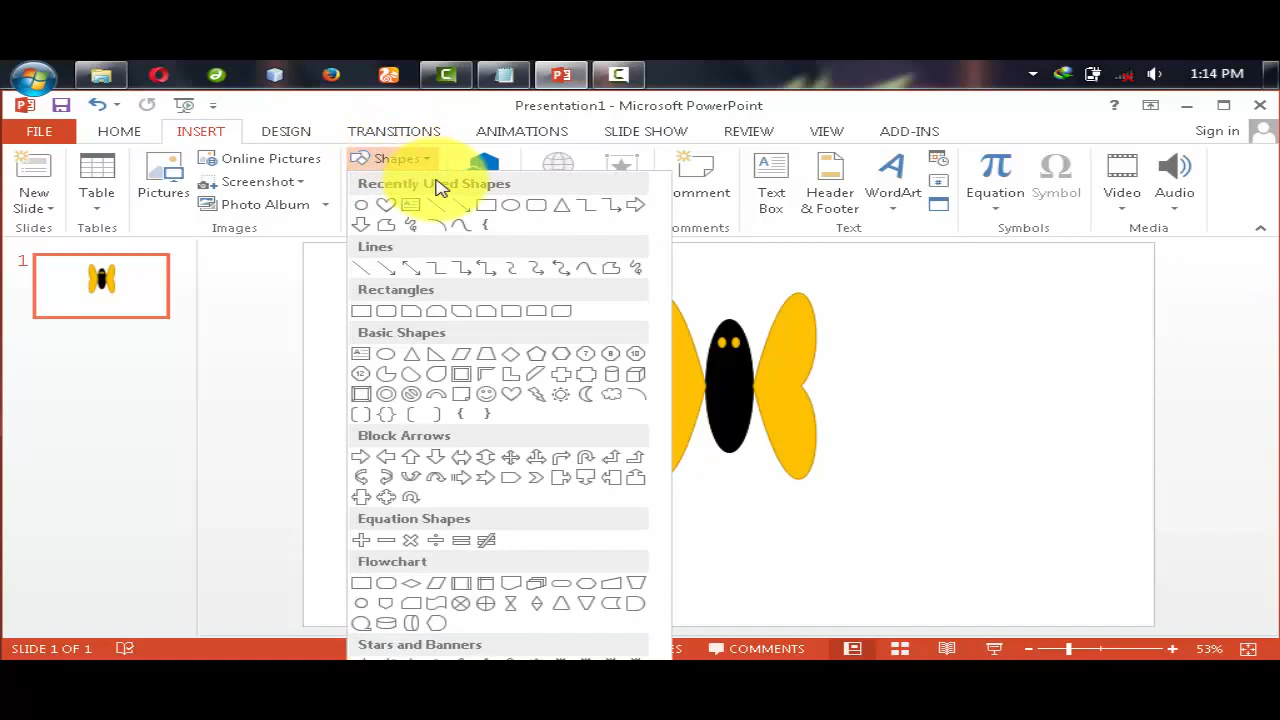 1:14 PM
Presentation1 - Microsoft PowerPoint
Sign in
FILE HOME INSERT DESIGN TRANSITIONS ANIMATIONS SLIDE SHOW REVIEW VIEW ADD-INS
New
Slide
Slides
Table
Tables
Pictures
Online Pictures
Screenshot
Photo Album
Images
Shapes
Comment
Comments
Text
Box
Header
& Footer
WordArt
Text
Equation
Symbol
Symbols
Video
Audio
Media
Recently Used Shapes
Lines
Rectangles
Basic Shapes
Block Arrows
Equation Shapes
Flowchart
Stars and Banners
1
SLIDE 1 OF 1
COMMENTS
53%